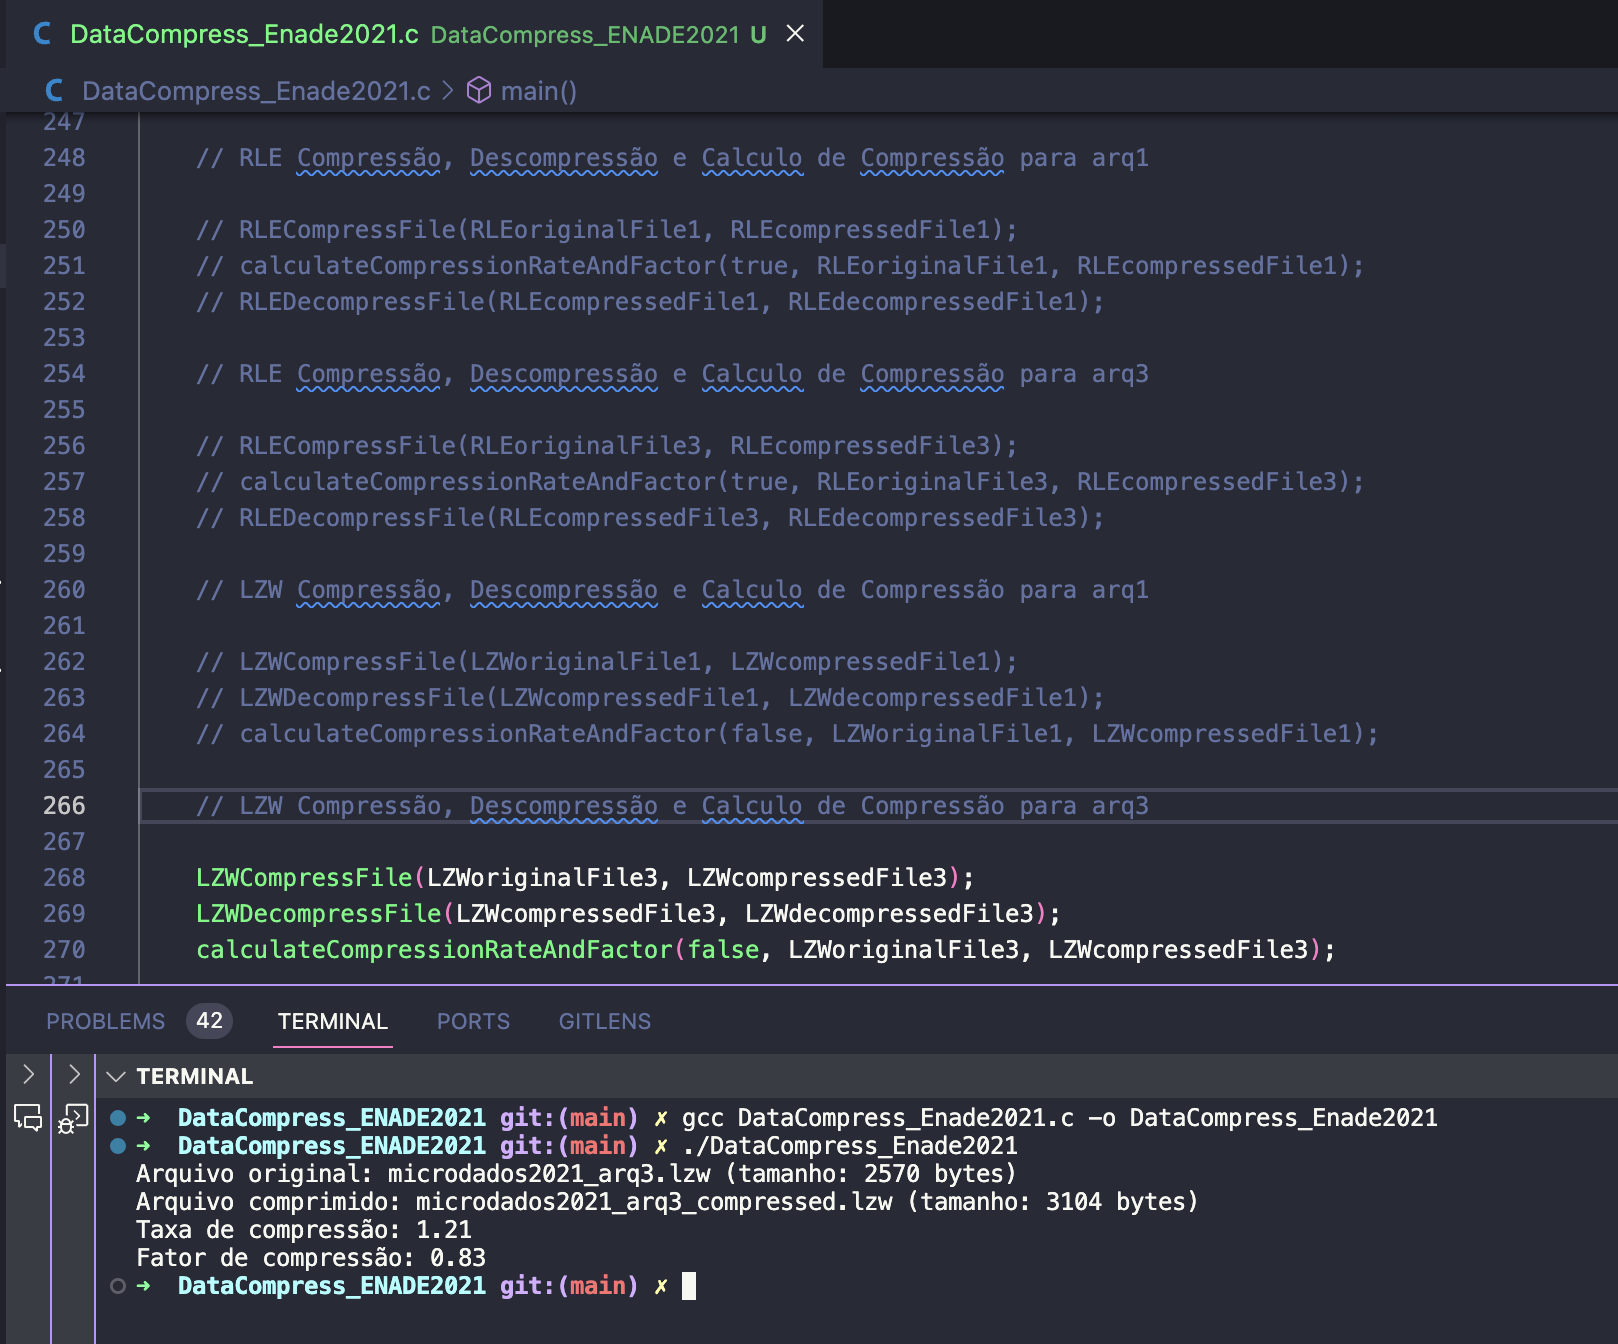 DataCompress_Enade2021.c DataCompress_ENADE2021 U
DataCompress_Enade2021.c > main()
247
248 // RLE Compressão, Descompressão e Calculo de Compressão para arq1
249
250 // RLECompressFile(RLEoriginalFile1, RLEcompressedFile1);
251 // calculateCompressionRateAndFactor(true, RLEoriginalFile1, RLEcompressedFile1);
252 // RLEDecompressFile(RLEcompressedFile1, RLEdecompressedFile1);
253
254 // RLE Compressão, Descompressão e Calculo de Compressão para arq3
255
256 // RLECompressFile(RLEoriginalFile3, RLEcompressedFile3);
257 // calculateCompressionRateAndFactor(true, RLEoriginalFile3, RLEcompressedFile3);
258 // RLEDecompressFile(RLEcompressedFile3, RLEdecompressedFile3);
259
260 // LZW Compressão, Descompressão e Calculo de Compressão para arq1
261
262 // LZWCompressFile(LZWoriginalFile1, LZWcompressedFile1);
263 // LZWDecompressFile(LZWcompressedFile1, LZWdecompressedFile1);
264 // calculateCompressionRateAndFactor(false, LZWoriginalFile1, LZWcompressedFile1);
265
266 // LZW Compressão, Descompressão e Calculo de Compressão para arq3
267
268 LZWCompressFile(LZWoriginalFile3, LZWcompressedFile3);
269 LZWDecompressFile(LZWcompressedFile3, LZWdecompressedFile3);
270 calculateCompressionRateAndFactor(false, LZWoriginalFile3, LZWcompressedFile3);
271
PROBLEMS 42 TERMINAL PORTS GITLENS
TERMINAL
➜ DataCompress_ENADE2021 git:(main) ✗ gcc DataCompress_Enade2021.c -o DataCompress_Enade2021
➜ DataCompress_ENADE2021 git:(main) ✗ ./DataCompress_Enade2021
Arquivo original: microdados2021_arq3.lzw (tamanho: 2570 bytes)
Arquivo comprimido: microdados2021_arq3_compressed.lzw (tamanho: 3104 bytes)
Taxa de compressão: 1.21
Fator de compressão: 0.83
➜ DataCompress_ENADE2021 git:(main) ✗